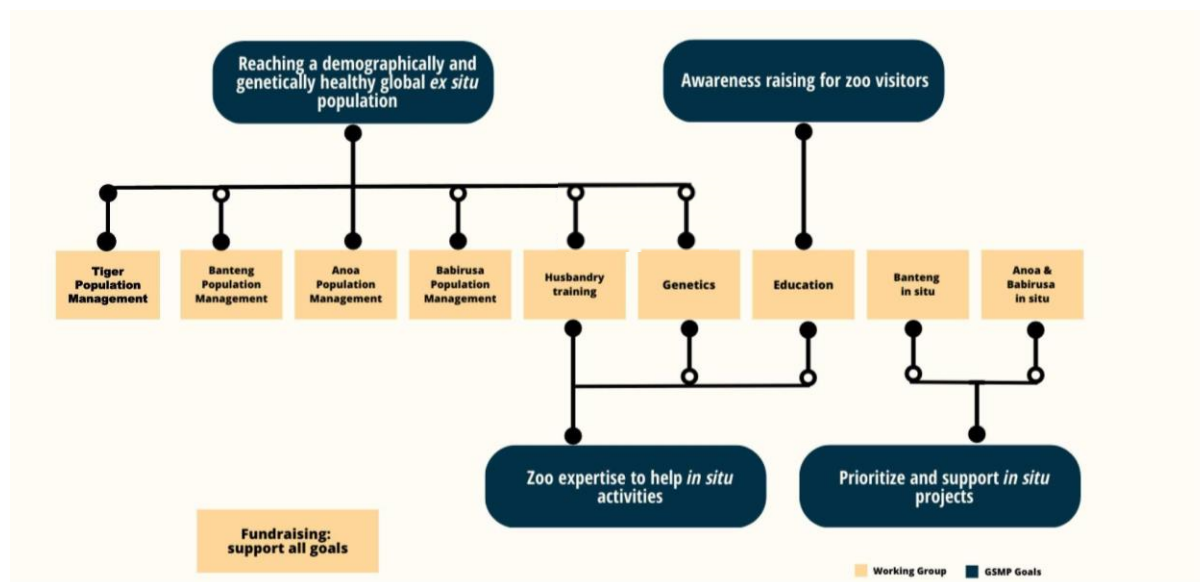 Reaching a demographically and
genetically healthy global ex situ
population
Awareness raising for zoo visitors
Tiger
Population
Management
Banteng
Population
Management
Anoa
Population
Management
Babirusa
Population
Management
Husbandry
training
Genetics
Education
Banteng
in situ
Anoa &
Babirusa
in situ
Zoo expertise to help in situ
activities
Prioritize and support in situ
projects
Fundraising:
support all goals
Working Group
GSMP Goals